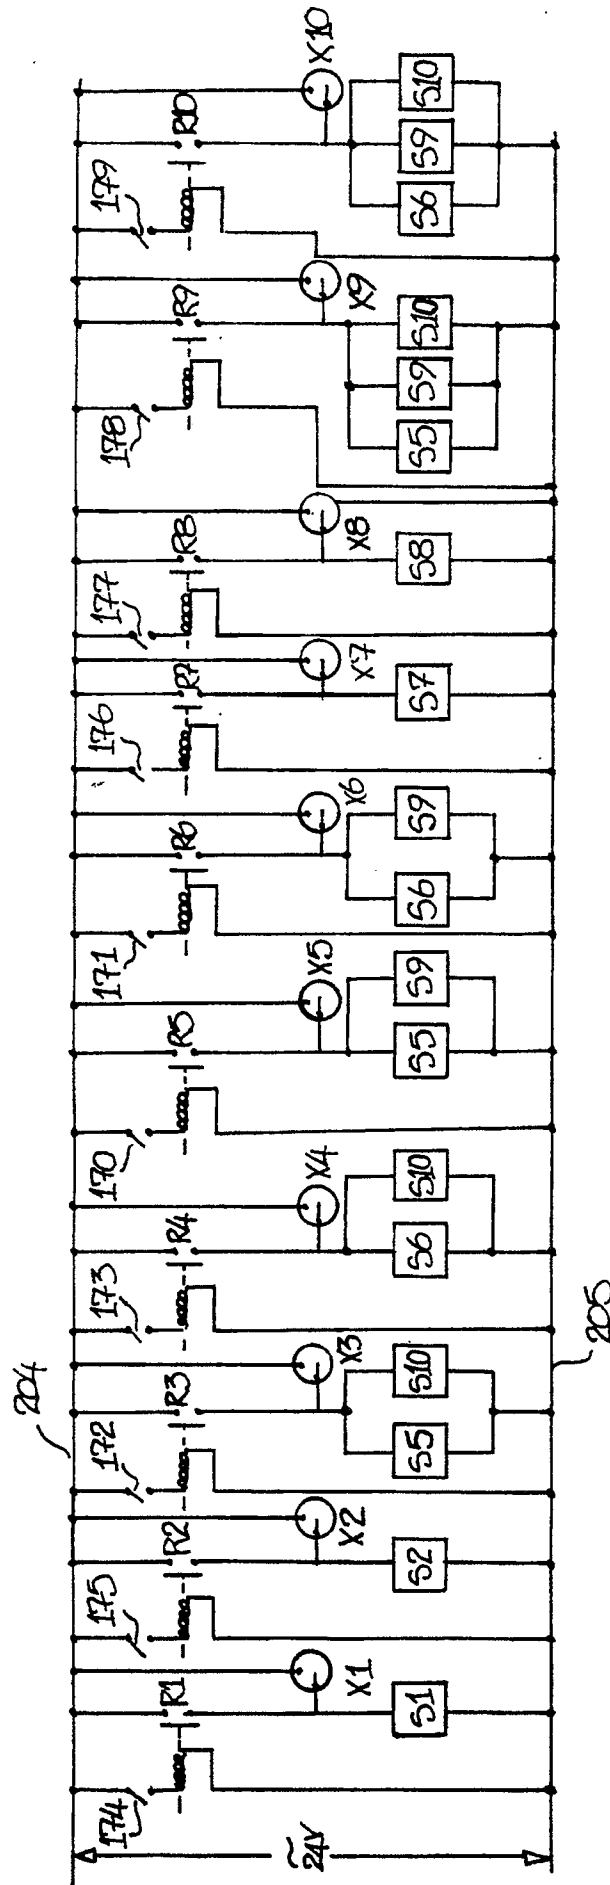 204
174 175 172 173 170 171 176 177 178 179
R1 R2 R3 R4 R5 R6 R7 R8 R9 R10
~24V
X1 X2 X3 X4 X5 X6 X7 X8 X9 X10
S1 S2 S5 S10 S6 S10 S5 S9 S6 S9 S7 S8 S5 S9 S10 S6 S9 S10
205